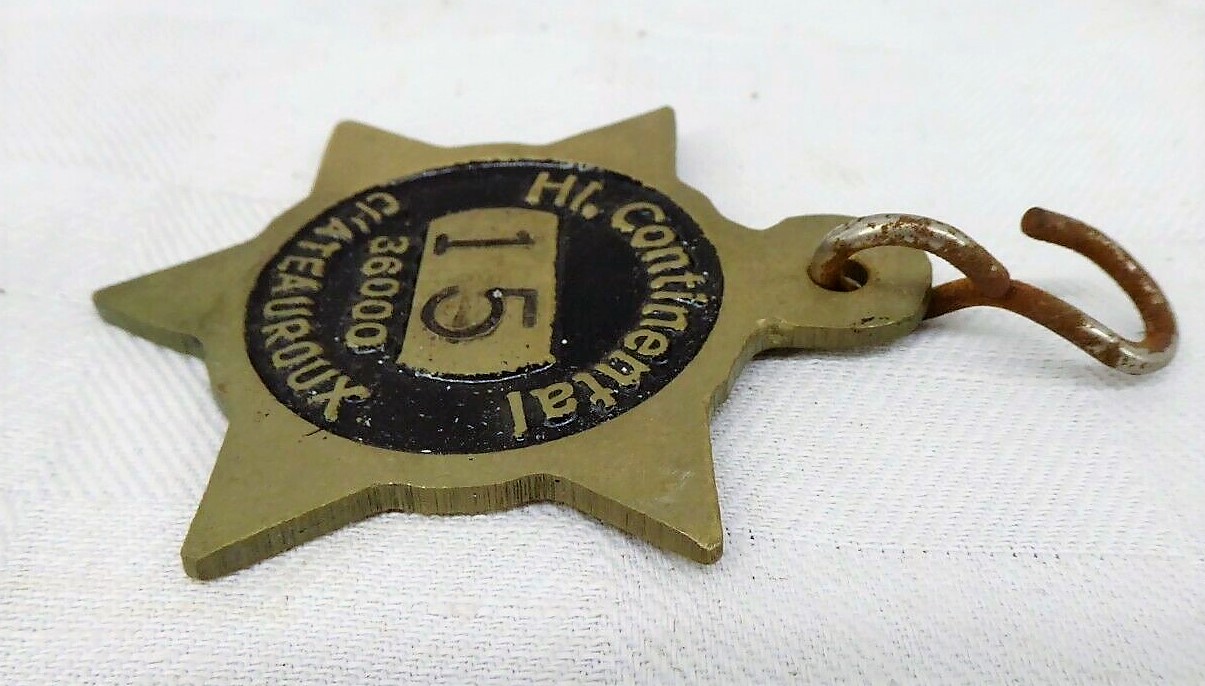 Hl. Continental
15
36000
CHATEAUROUX